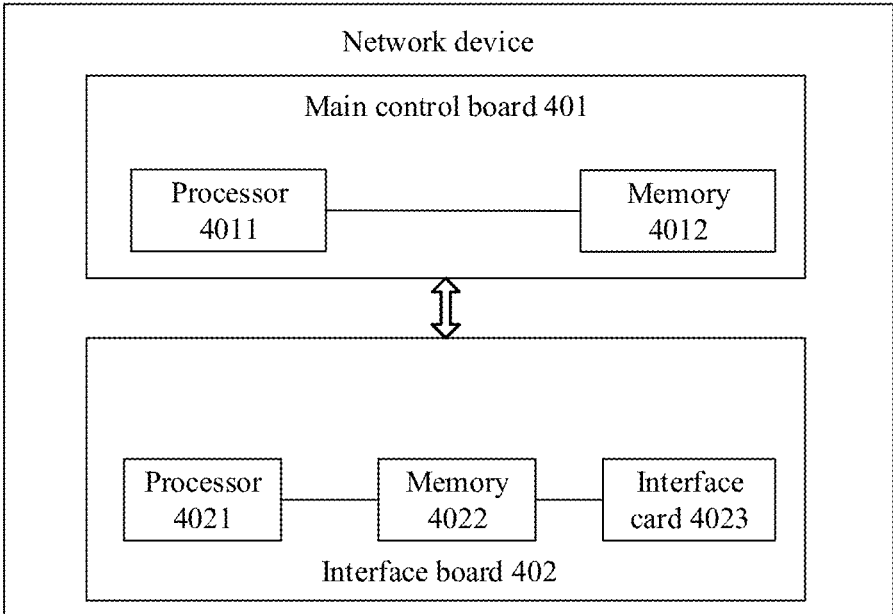 Network device
Main control board 401
Processor
4011
Memory
4012
Processor
4021
Memory
4022
Interface
card 4023
Interface board 402